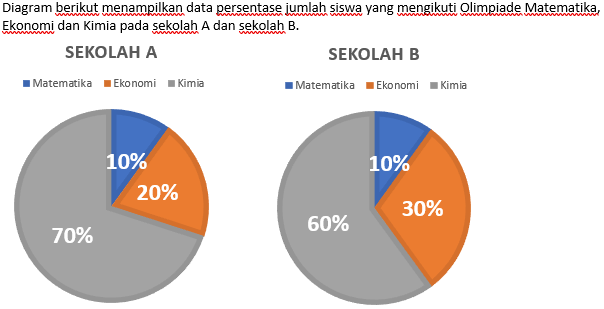 Diagram berikut menampilkan data persentase jumlah siswa yang mengikuti Olimpiade Matematika,
Ekonomi dan Kimia pada sekolah A dan sekolah B.
SEKOLAH A
Matematika Ekonomi Kimia
10%
20%
70%
SEKOLAH B
Matematika Ekonomi Kimia
10%
30%
60%